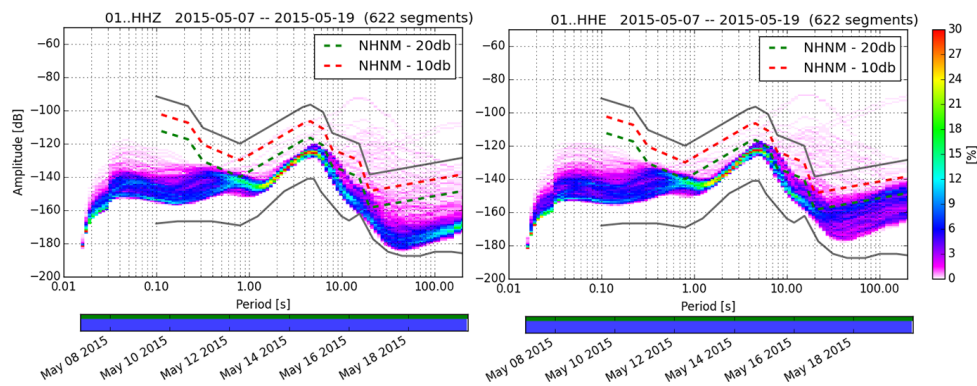 01..HHZ 2015-05-07 -- 2015-05-19 (622 segments)
NHNM - 20db
NHNM - 10db
Amplitude [dB]
−60
−80
−100
−120
−140
−160
−180
−200
0.01
0.10
1.00
10.00
100.00
Period [s]
May 08 2015
May 10 2015
May 12 2015
May 14 2015
May 16 2015
May 18 2015
01..HHE 2015-05-07 -- 2015-05-19 (622 segments)
NHNM - 20db
NHNM - 10db
−60
−80
−100
−120
−140
−160
−180
−200
0.01
0.10
1.00
10.00
100.00
Period [s]
May 08 2015
May 10 2015
May 12 2015
May 14 2015
May 16 2015
May 18 2015
30
27
24
21
18
15
12
9
6
3
0
[%]